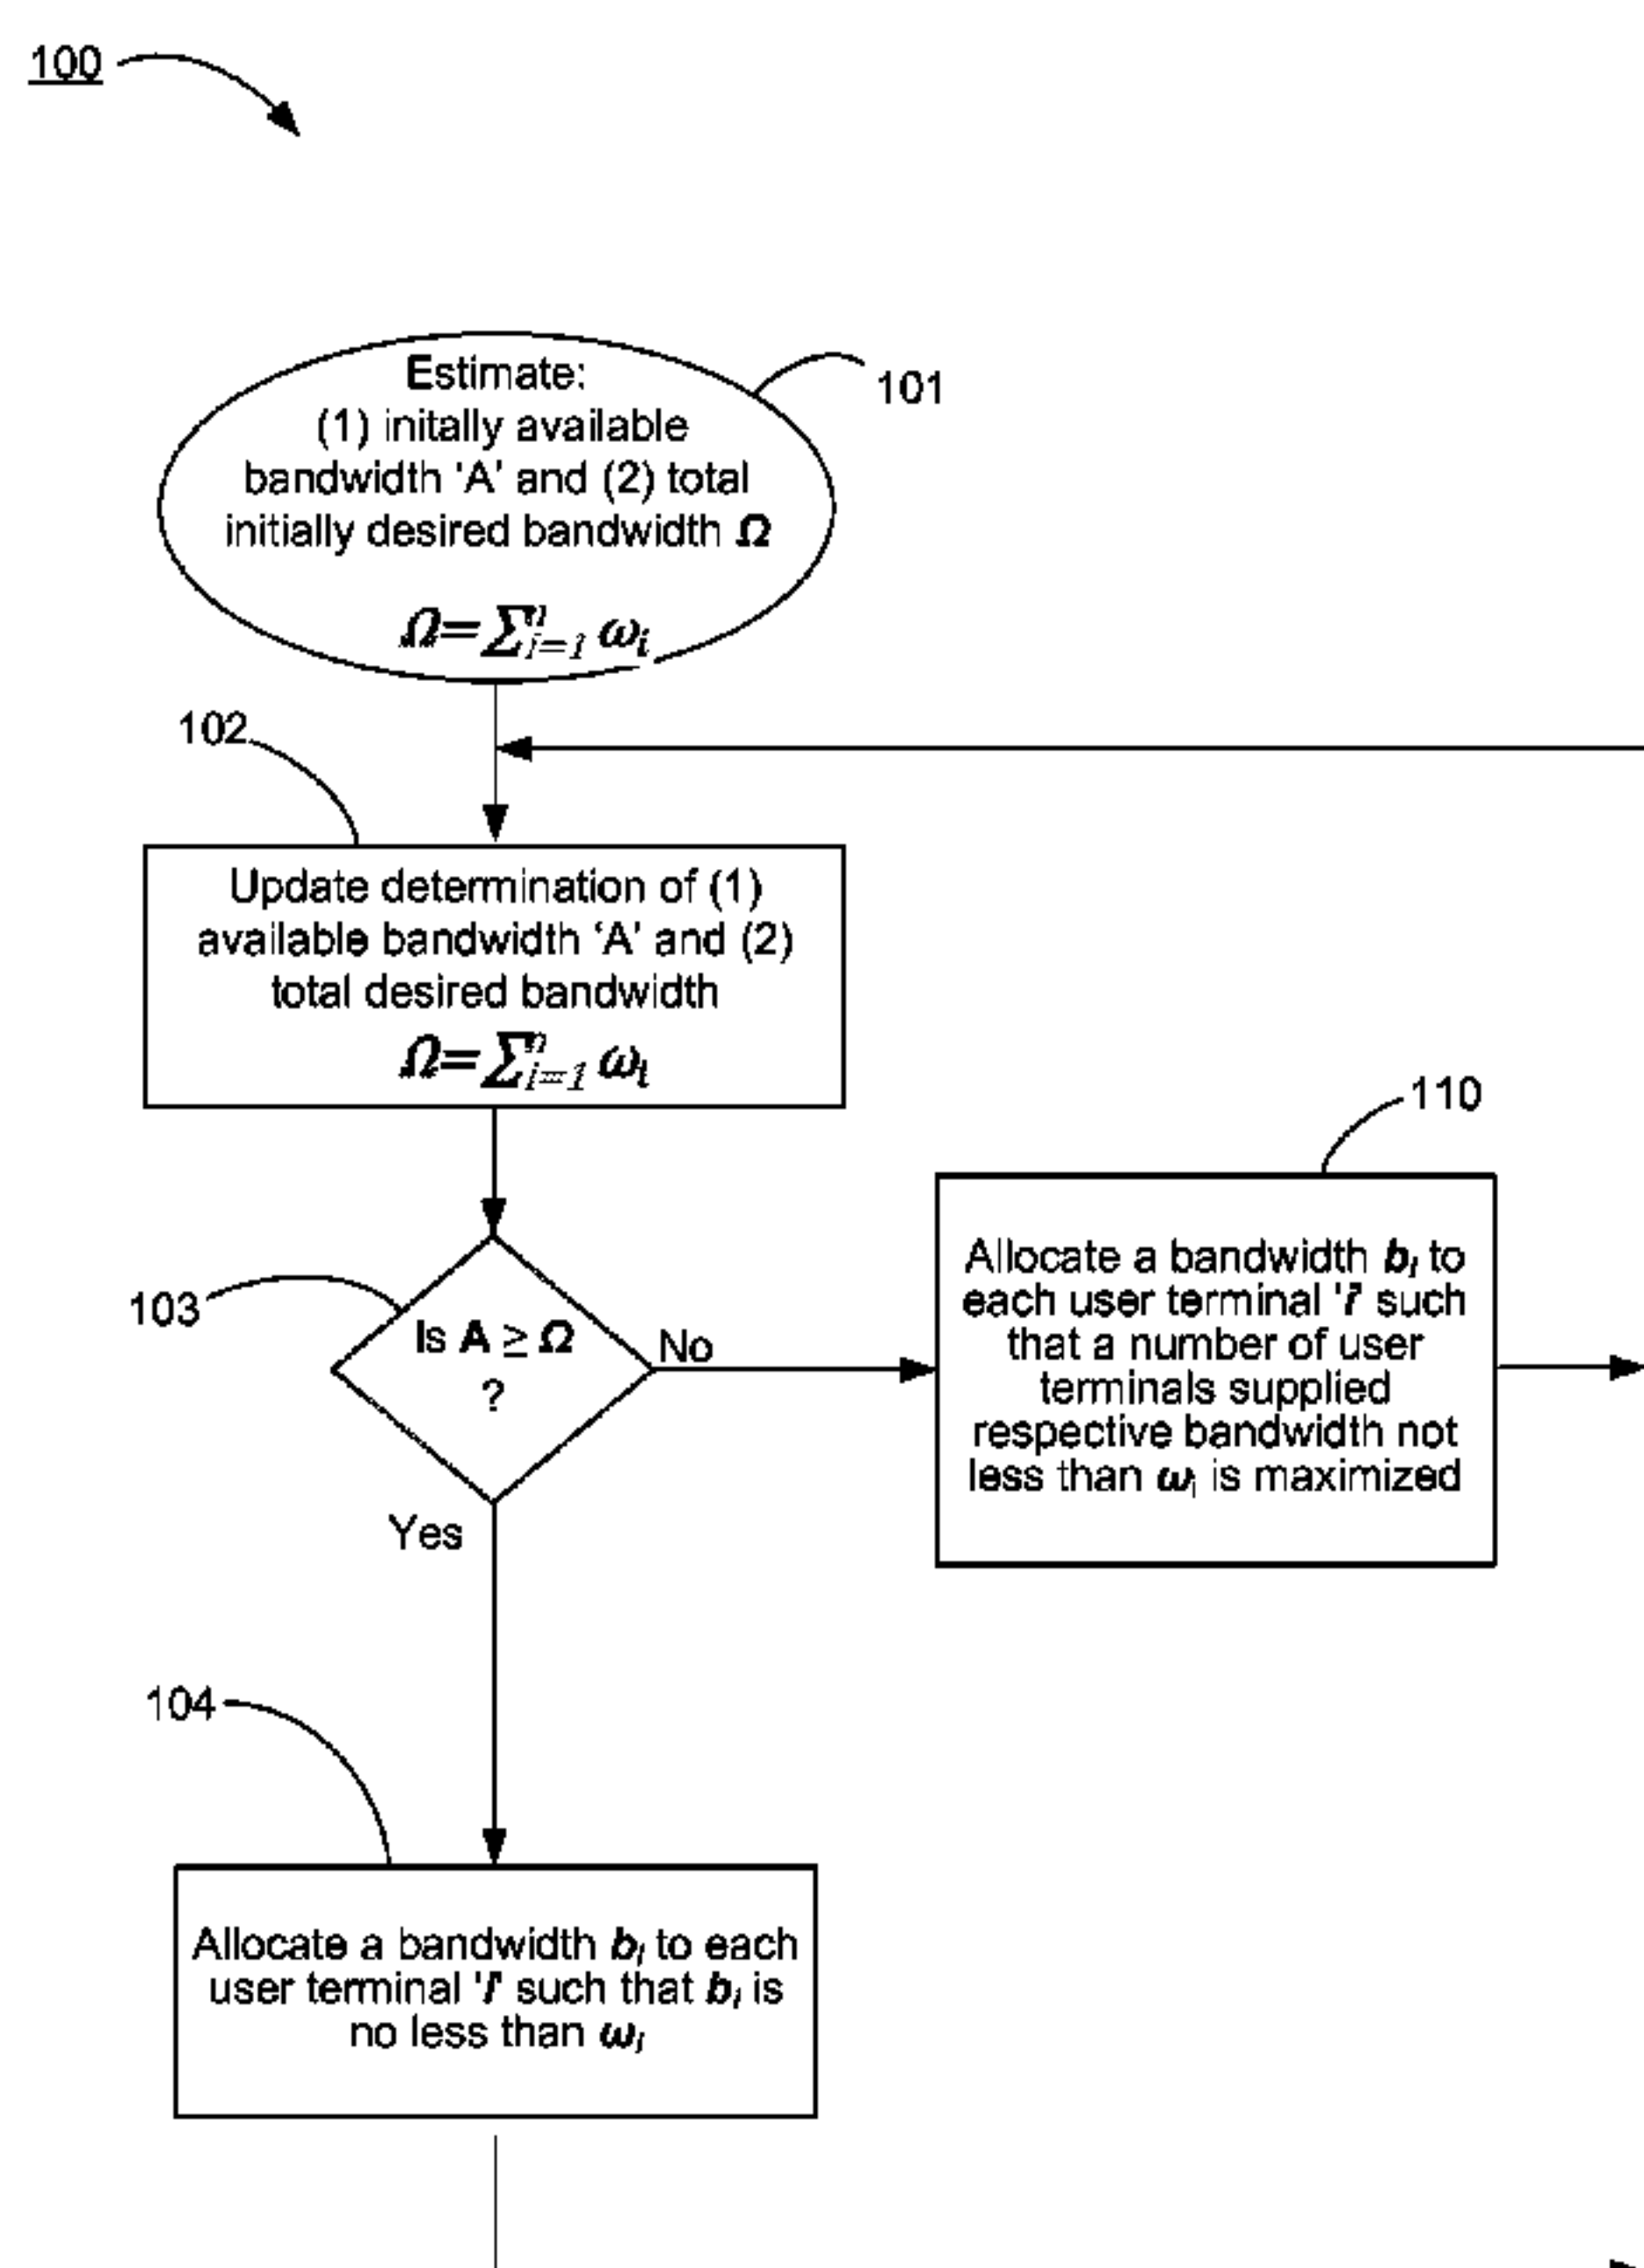 100
Estimate:
(1) initally available
bandwidth 'A' and (2) total
initially desired bandwidth Ω
Ω=Σⁿᵢ₌₁ ωᵢ
101
102
Update determination of (1)
available bandwidth ‘A’ and (2)
total desired bandwidth
Ω=Σⁿᵢ₌₁ ωᵢ
103
Is A ≥ Ω
?
No
Yes
110
Allocate a bandwidth bᵢ to
each user terminal 'i' such
that a number of user
terminals supplied
respective bandwidth not
less than ωᵢ is maximized
104
Allocate a bandwidth bᵢ to each
user terminal 'i' such that bᵢ is
no less than ωᵢ